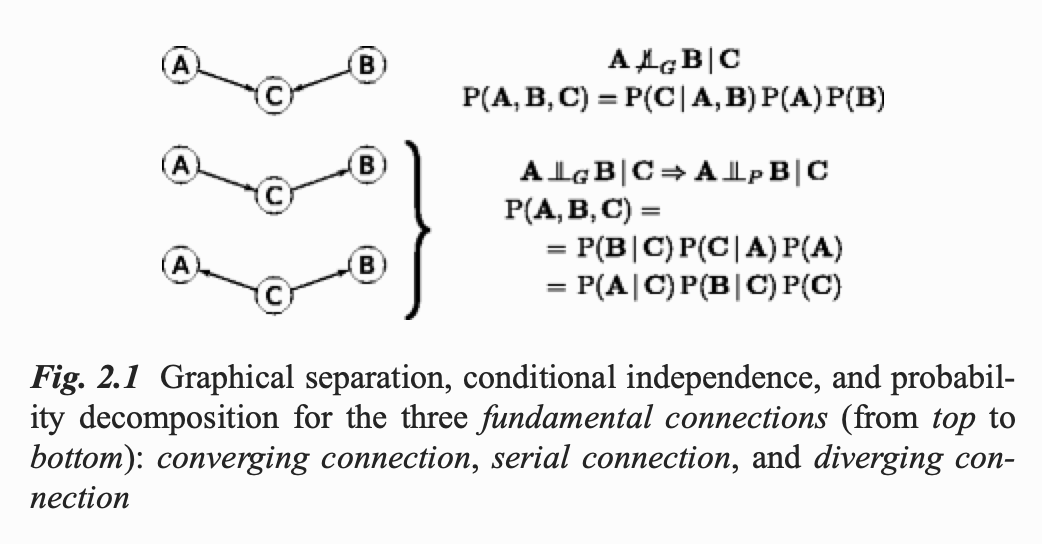 A B C
A ⊥̸⊥_G B | C
P(A, B, C) = P(C | A, B) P(A) P(B)
A B C
A B C
A ⊥⊥_G B | C ⇒ A ⊥⊥_P B | C
P(A, B, C) =
= P(B | C) P(C | A) P(A)
= P(A | C) P(B | C) P(C)
Fig. 2.1 Graphical separation, conditional independence, and probabil-
ity decomposition for the three fundamental connections (from top to
bottom): converging connection, serial connection, and diverging con-
nection